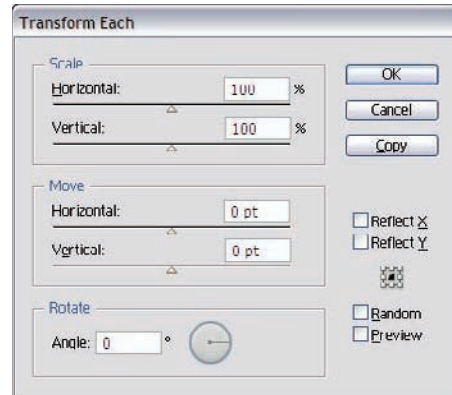 Transform Each
Scale
Horizontal: 100 %
Vertical: 100 %
OK
Cancel
Copy
Move
Horizontal: 0 pt
Vertical: 0 pt
Reflect X
Reflect Y
Rotate
Angle: 0 °
Random
Preview